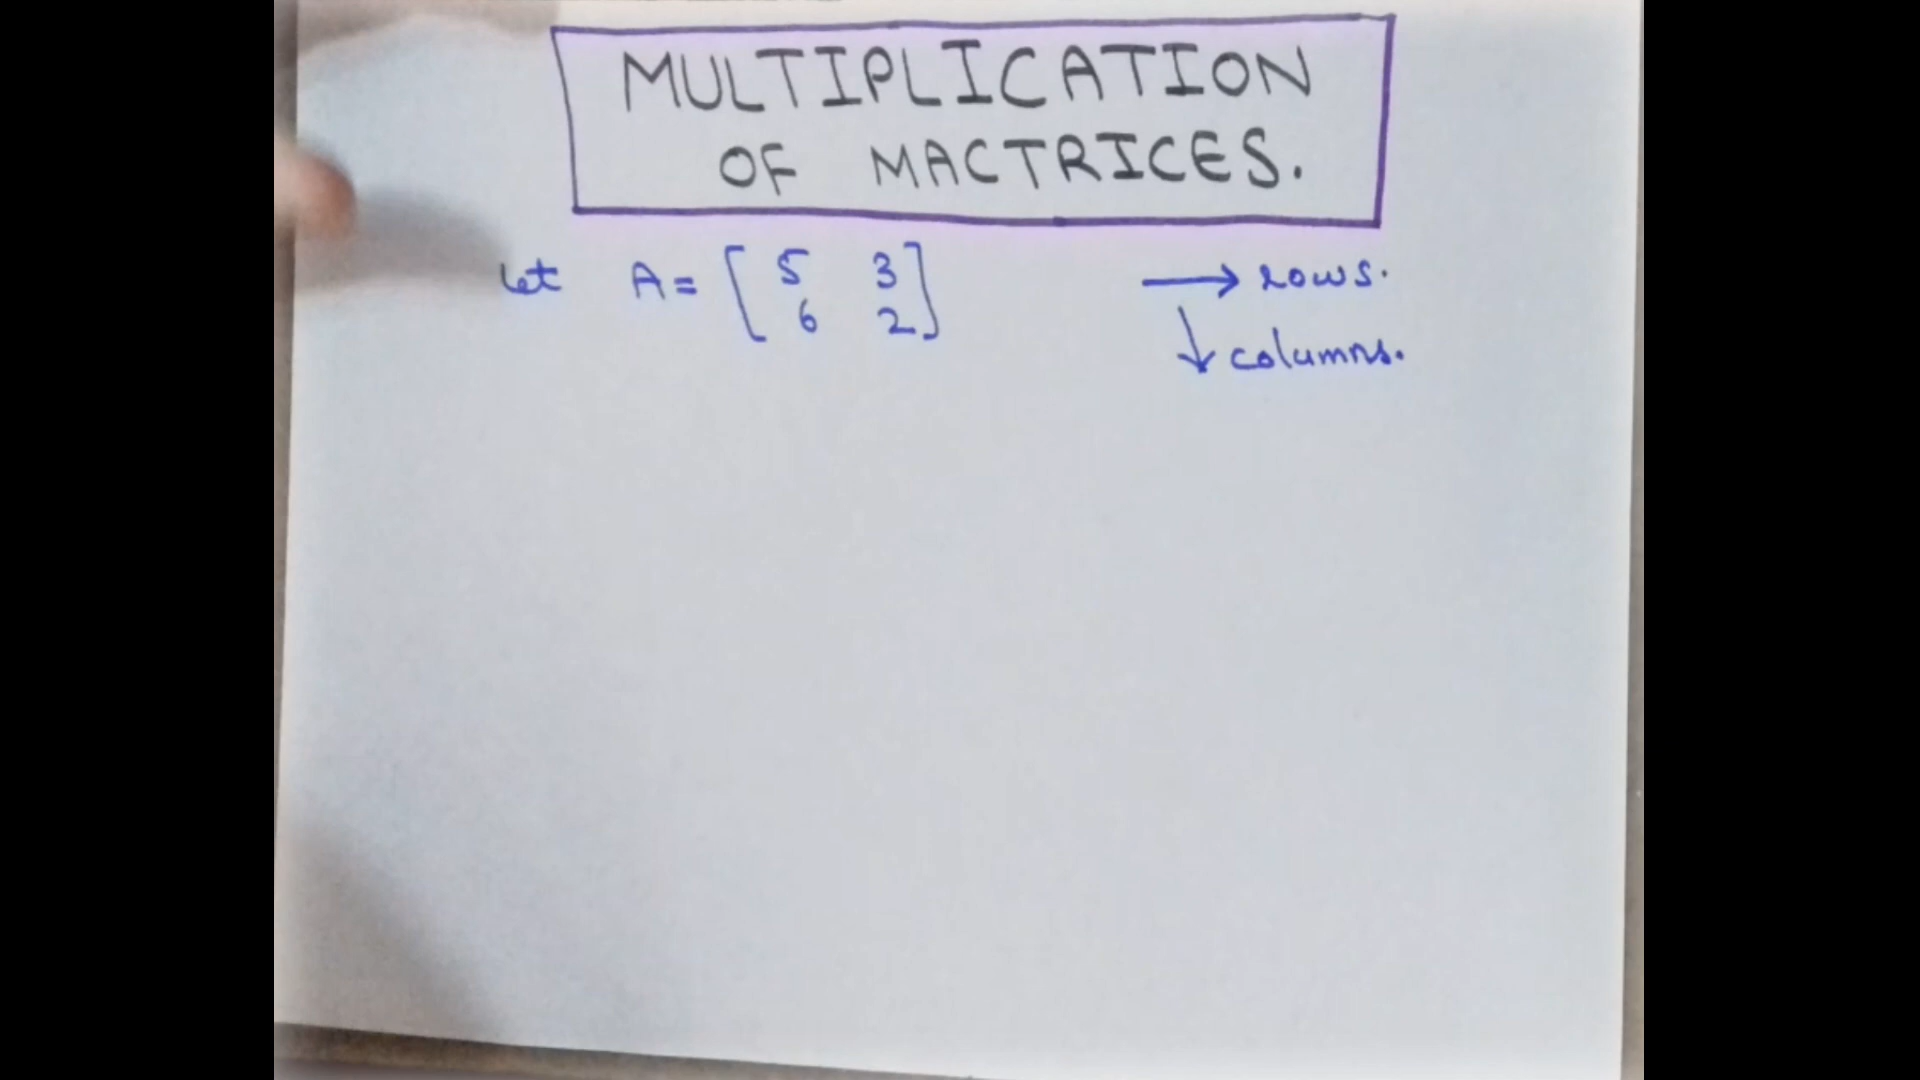 MULTIPLICATION
OF MACTRICES.
let A = [ 5 3 → rows.
6 2 ] ↓ columns.